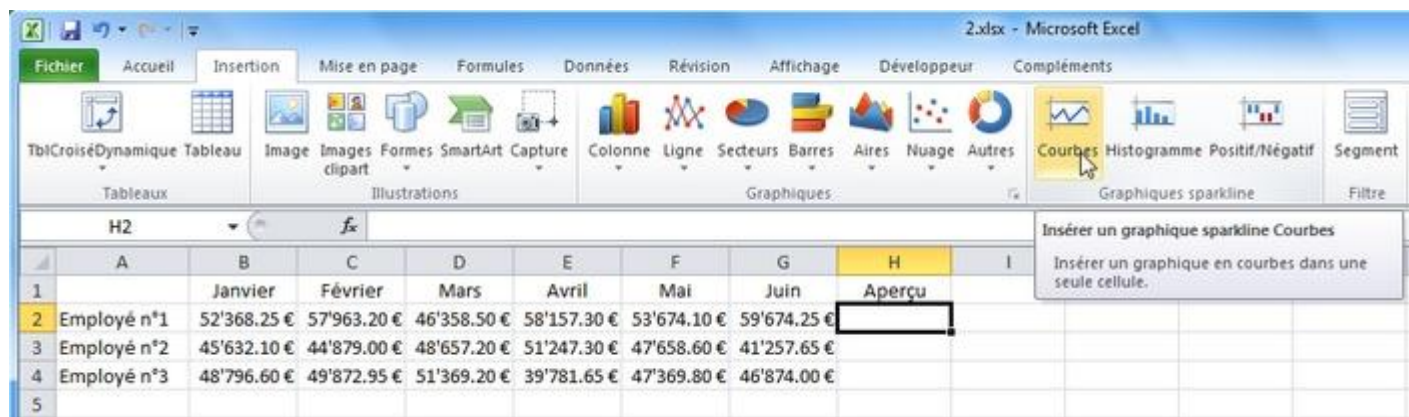 2.xlsx - Microsoft Excel
Fichier Accueil Insertion Mise en page Formules Données Révision Affichage Développeur Compléments
TblCroiséDynamique Tableau Image Images clipart Formes SmartArt Capture Colonne Ligne Secteurs Barres Aires Nuage Autres Courbes Histogramme Positif/Négatif Segment
Tableaux Illustrations Graphiques Graphiques sparkline Filtre
H2 fx
Insérer un graphique sparkline Courbes
Insérer un graphique en courbes dans une
seule cellule.
A B C D E F G H I
1 Janvier Février Mars Avril Mai Juin Aperçu
2 Employé n°1 52'368.25 € 57'963.20 € 46'358.50 € 58'157.30 € 53'674.10 € 59'674.25 €
3 Employé n°2 45'632.10 € 44'879.00 € 48'657.20 € 51'247.30 € 47'658.60 € 41'257.65 €
4 Employé n°3 48'796.60 € 49'872.95 € 51'369.20 € 39'781.65 € 47'369.80 € 46'874.00 €
5